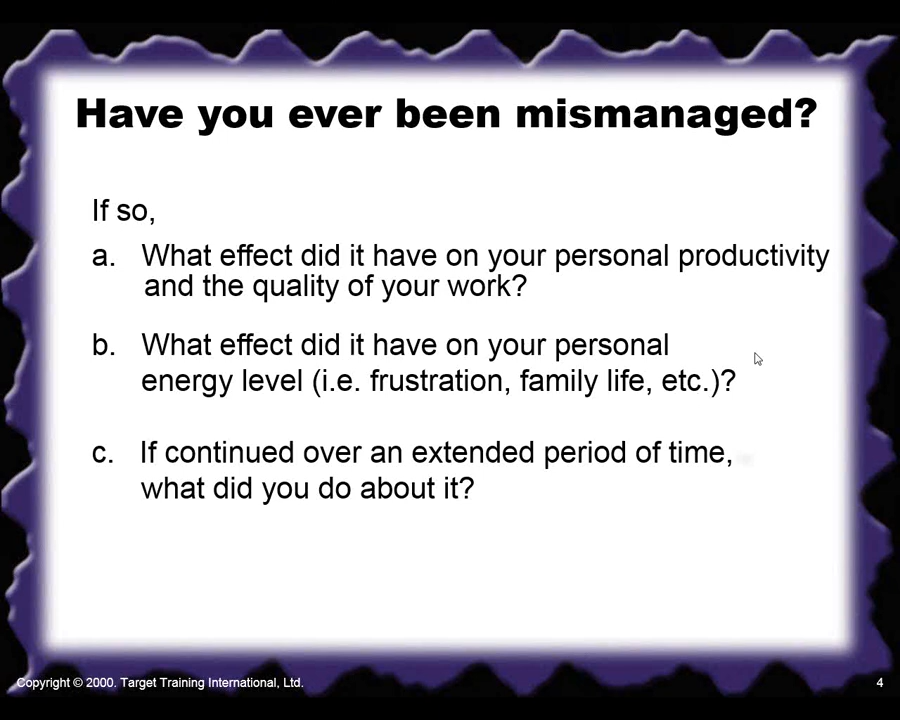 Have you ever been mismanaged?
If so,
a. What effect did it have on your personal productivity
and the quality of your work?
b. What effect did it have on your personal
energy level (i.e. frustration, family life, etc.)?
c. If continued over an extended period of time,
what did you do about it?
Copyright © 2000. Target Training International, Ltd.
4